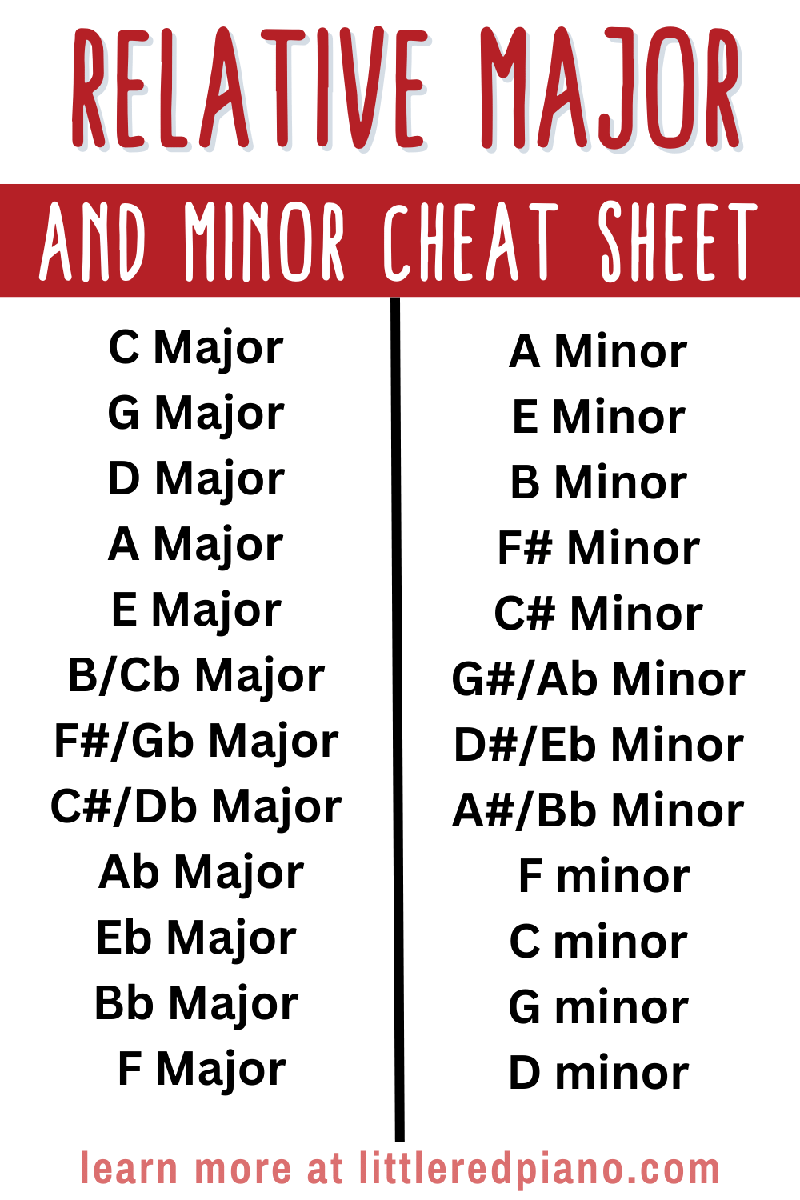 RELATIVE MAJOR
AND MINOR CHEAT SHEET
C Major
G Major
D Major
A Major
E Major
B/Cb Major
F#/Gb Major
C#/Db Major
Ab Major
Eb Major
Bb Major
F Major
A Minor
E Minor
B Minor
F# Minor
C# Minor
G#/Ab Minor
D#/Eb Minor
A#/Bb Minor
F minor
C minor
G minor
D minor
learn more at littleredpiano.com